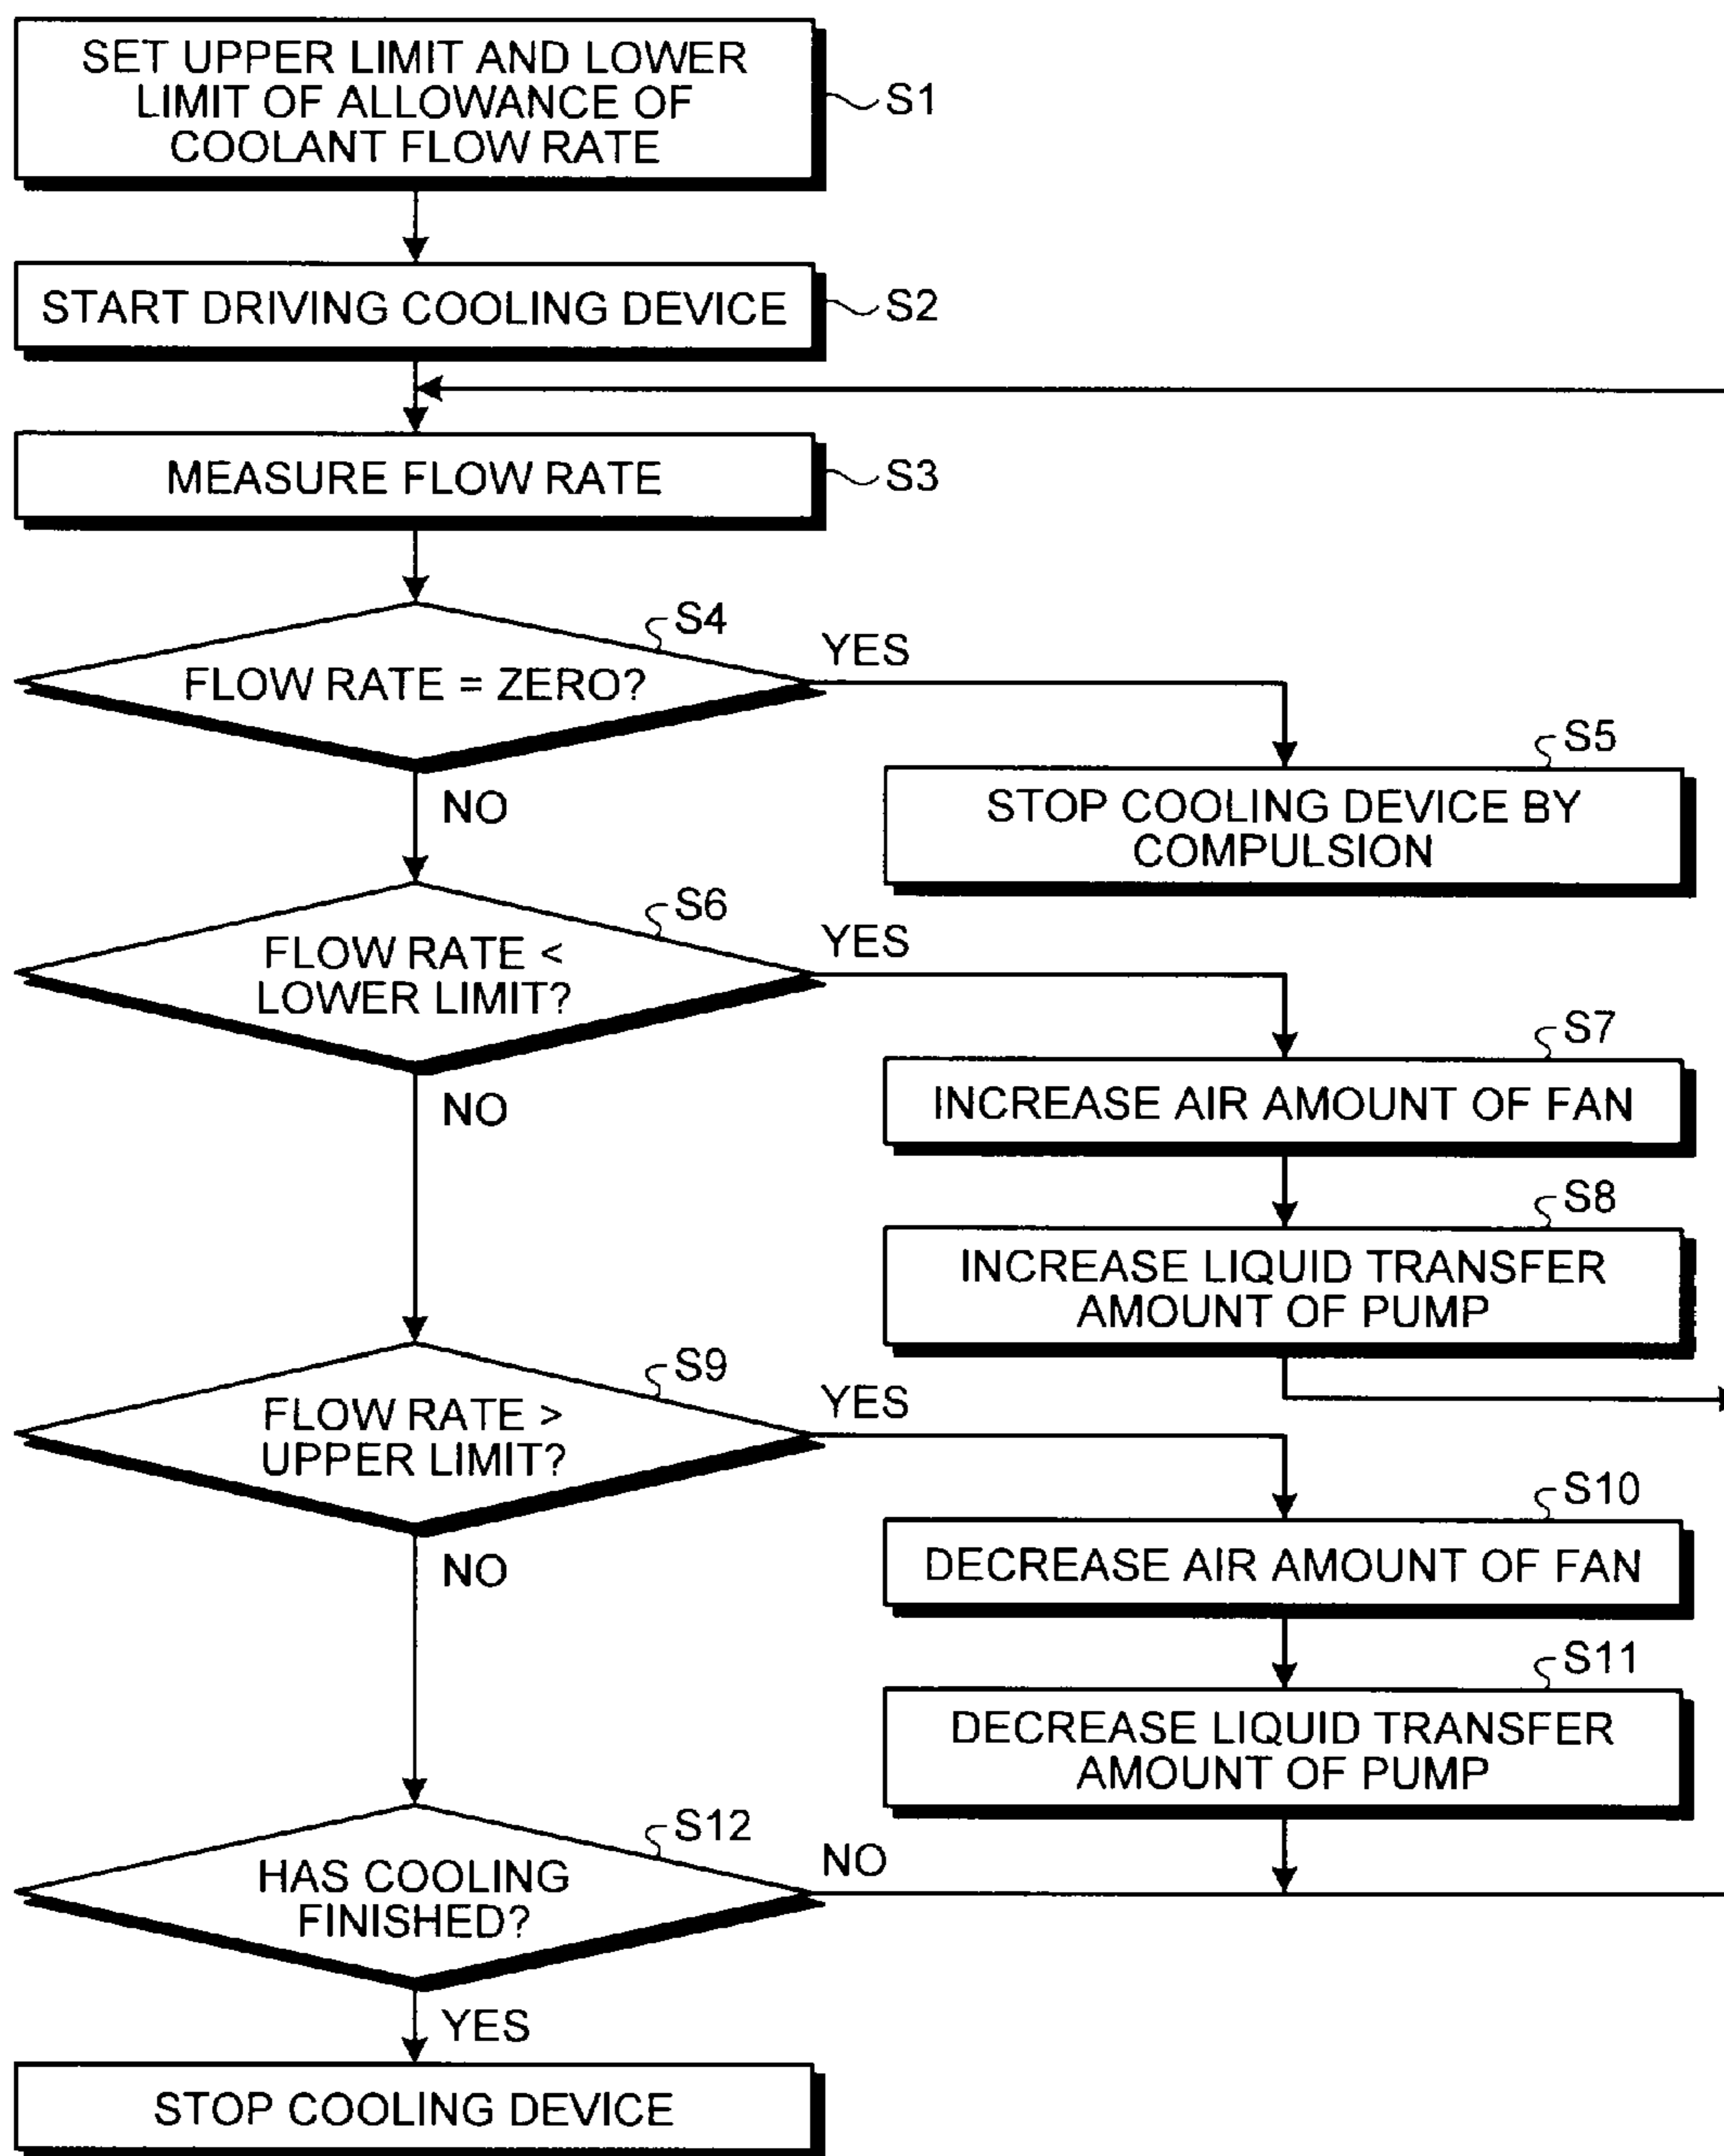 SET UPPER LIMIT AND LOWER
LIMIT OF ALLOWANCE OF
COOLANT FLOW RATE
S1
START DRIVING COOLING DEVICE
S2
MEASURE FLOW RATE
S3
S4
FLOW RATE = ZERO?
YES
NO
S5
STOP COOLING DEVICE BY
COMPULSION
S6
FLOW RATE <
LOWER LIMIT?
YES
NO
S7
INCREASE AIR AMOUNT OF FAN
S8
INCREASE LIQUID TRANSFER
AMOUNT OF PUMP
S9
FLOW RATE >
UPPER LIMIT?
YES
NO
S10
DECREASE AIR AMOUNT OF FAN
S11
DECREASE LIQUID TRANSFER
AMOUNT OF PUMP
S12
HAS COOLING
FINISHED?
NO
YES
STOP COOLING DEVICE